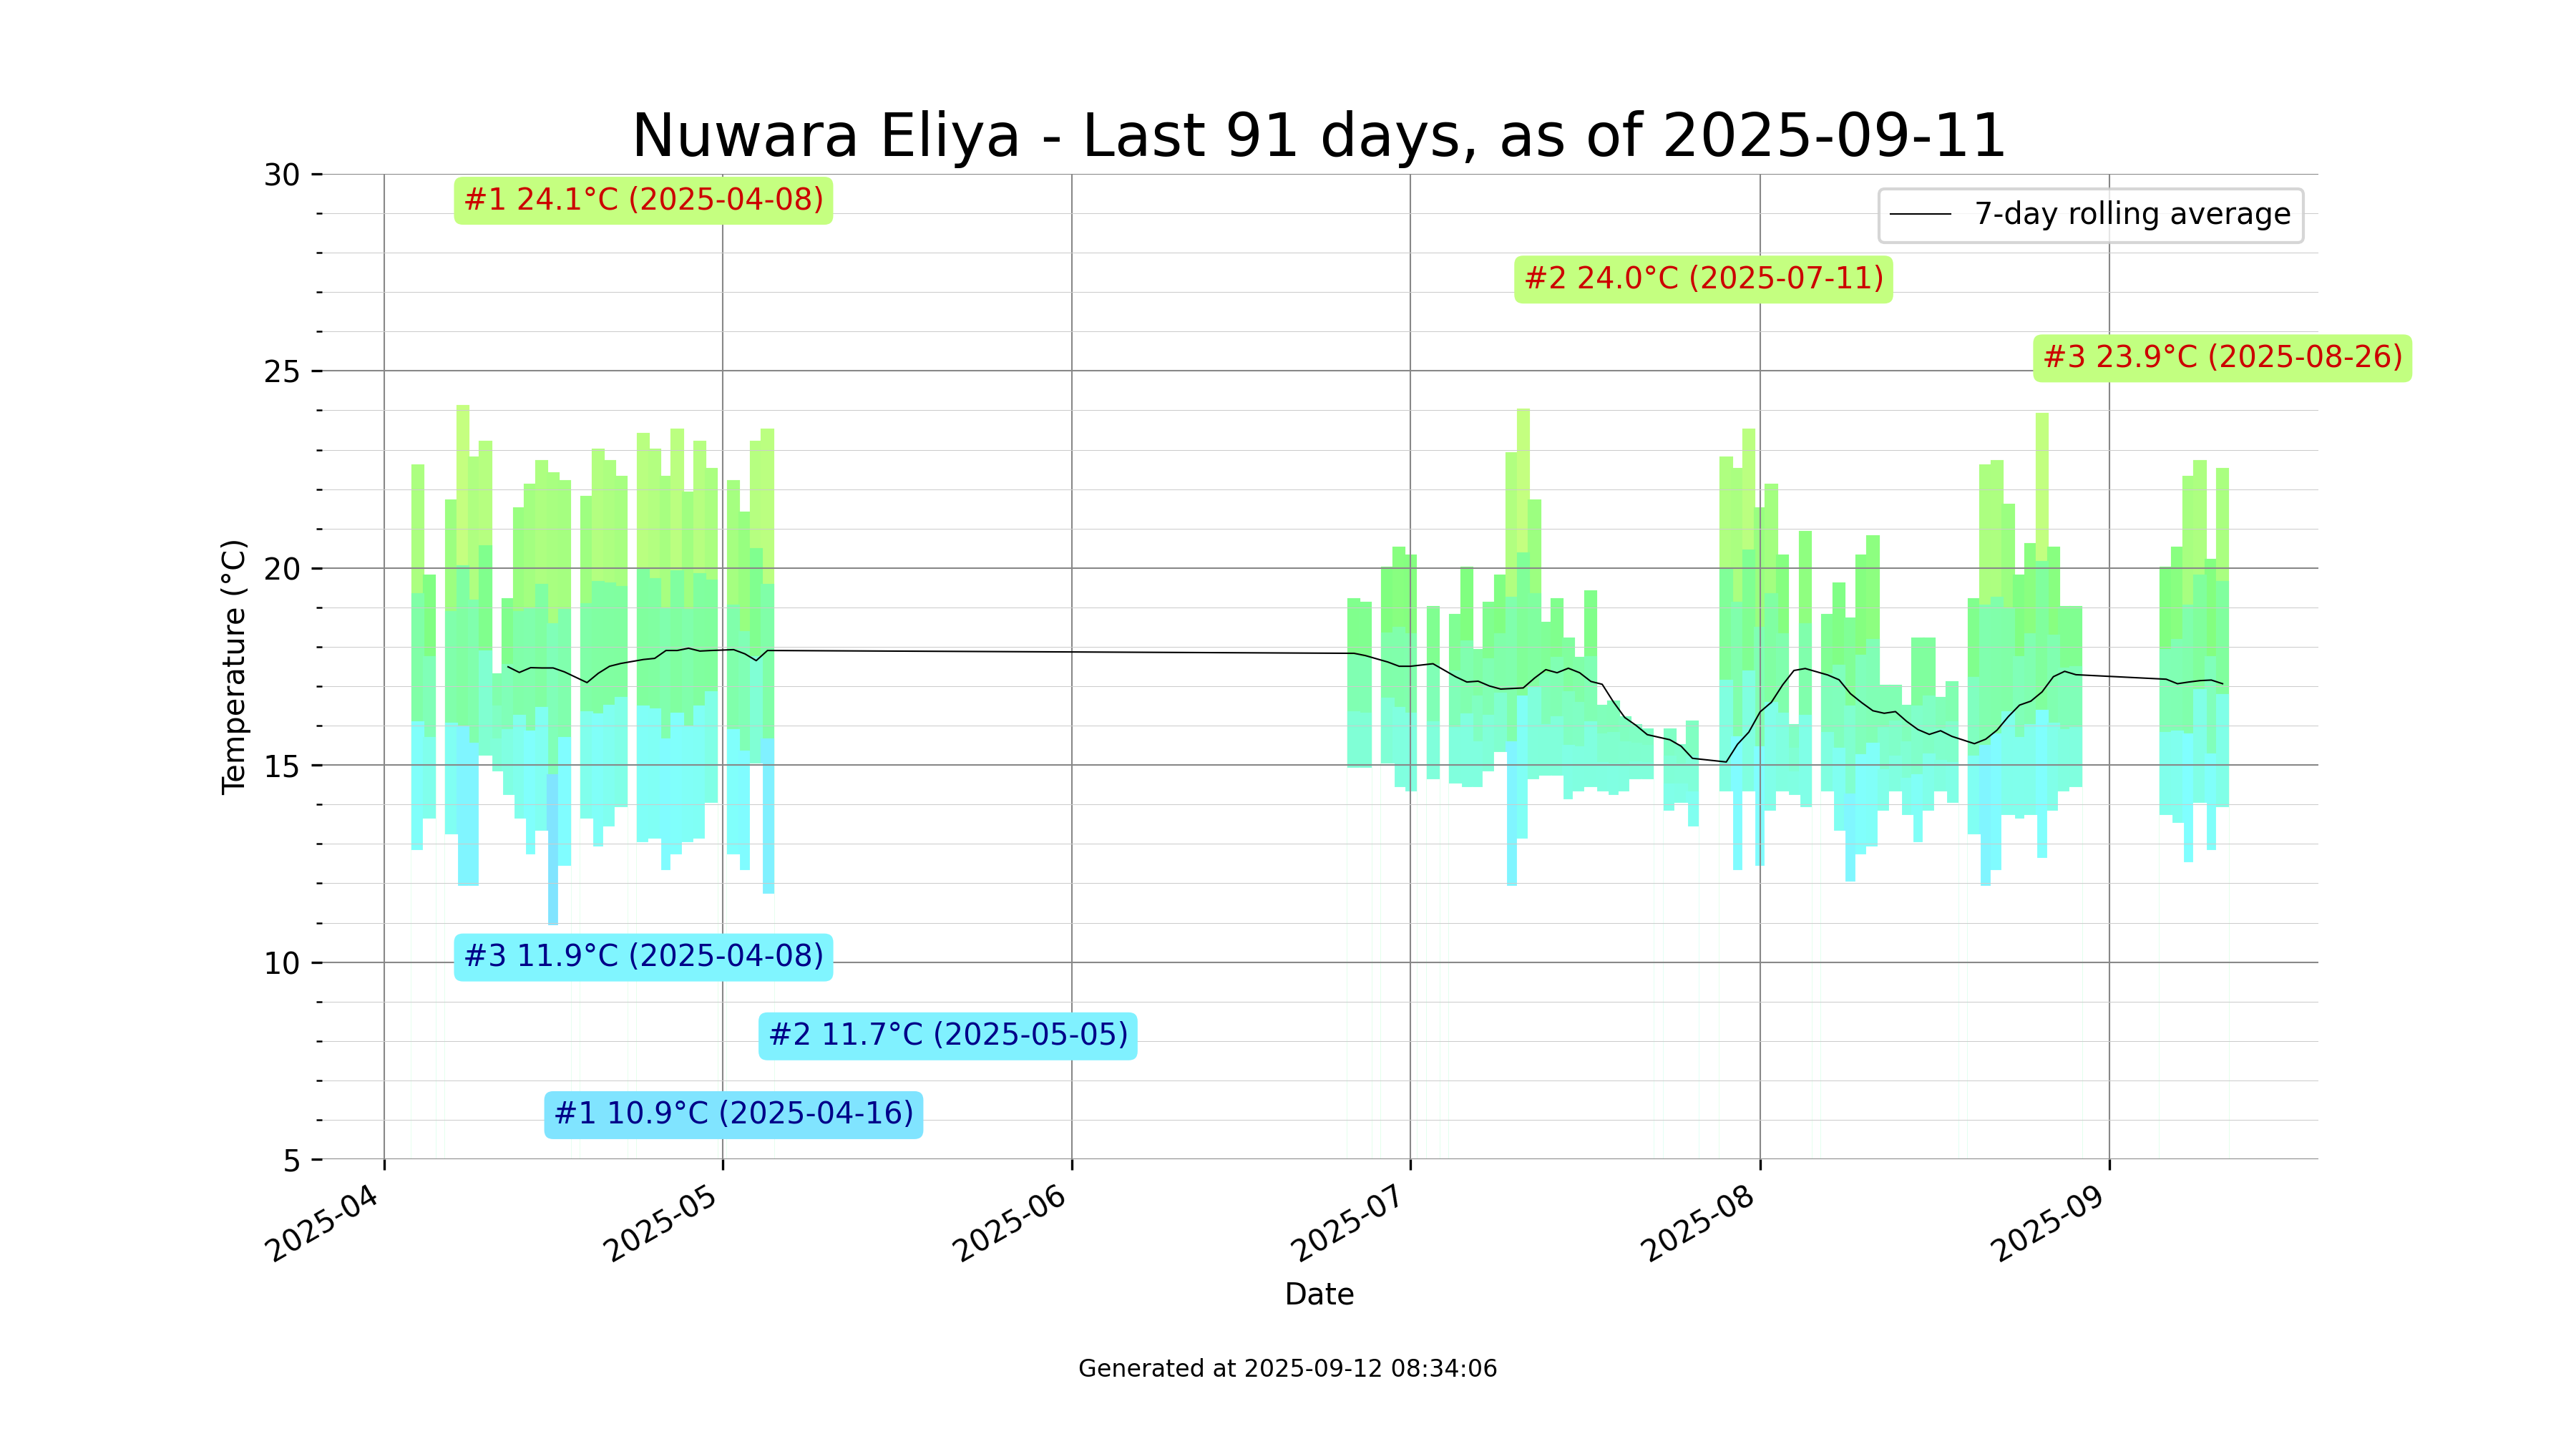 Nuwara Eliya - Last 91 days, as of 2025-09-11
30
25
20
15
10
5
Temperature (°C)
#1 24.1°C (2025-04-08)
7-day rolling average
#2 24.0°C (2025-07-11)
#3 23.9°C (2025-08-26)
#3 11.9°C (2025-04-08)
#2 11.7°C (2025-05-05)
#1 10.9°C (2025-04-16)
2025-04
2025-05
2025-06
2025-07
2025-08
2025-09
Date
Generated at 2025-09-12 08:34:06